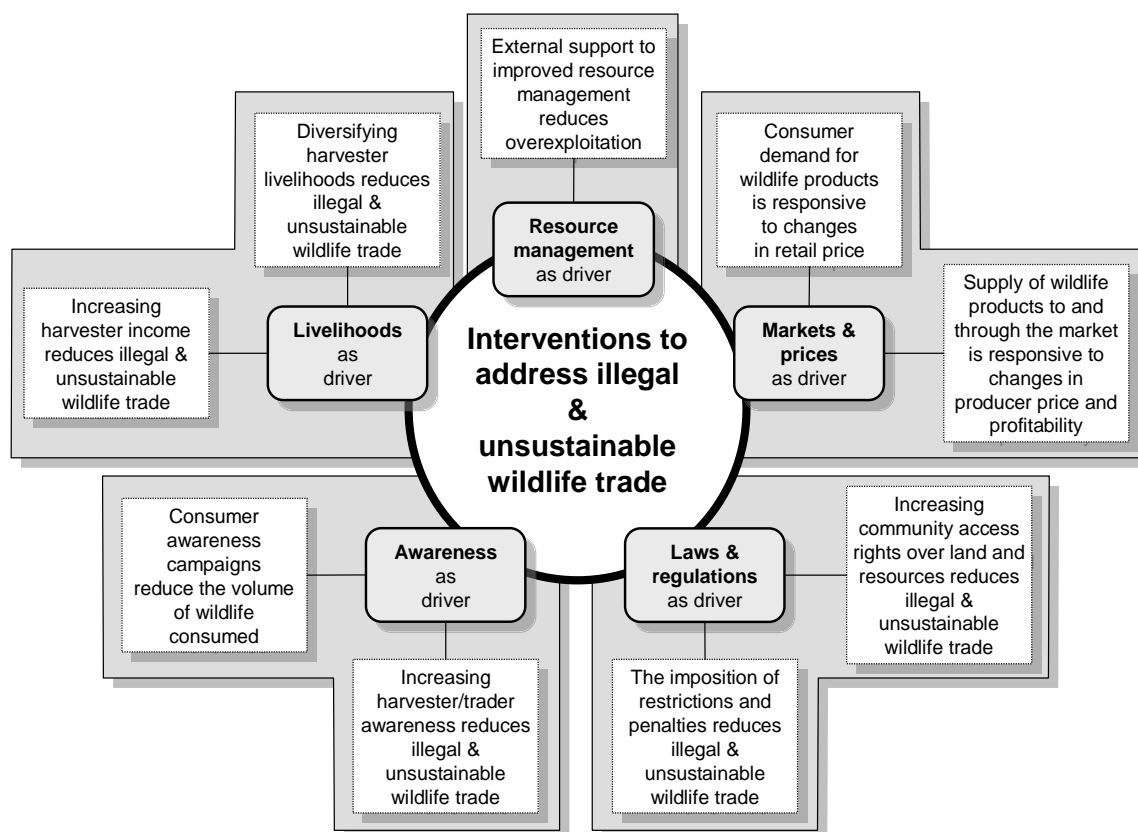 External support to
improved resource
management
reduces
overexploitation
Diversifying
harvester
livelihoods reduces
illegal &
unsustainable
wildlife trade
Consumer
demand for
wildlife products
is responsive
to changes
in retail price
Resource
management
as driver
Increasing
harvester income
reduces illegal &
unsustainable
wildlife trade
Livelihoods
as
driver
Interventions to
address illegal
&
unsustainable
wildlife trade
Markets &
prices
as driver
Supply of wildlife
products to and
through the market
is responsive to
changes in
producer price and
profitability
Consumer
awareness
campaigns
reduce the volume
of wildlife
consumed
Awareness
as
driver
Laws &
regulations
as driver
Increasing
community access
rights over land and
resources reduces
illegal &
unsustainable
wildlife trade
Increasing
harvester/trader
awareness reduces
illegal &
unsustainable
wildlife trade
The imposition of
restrictions and
penalties reduces
illegal &
unsustainable
wildlife trade